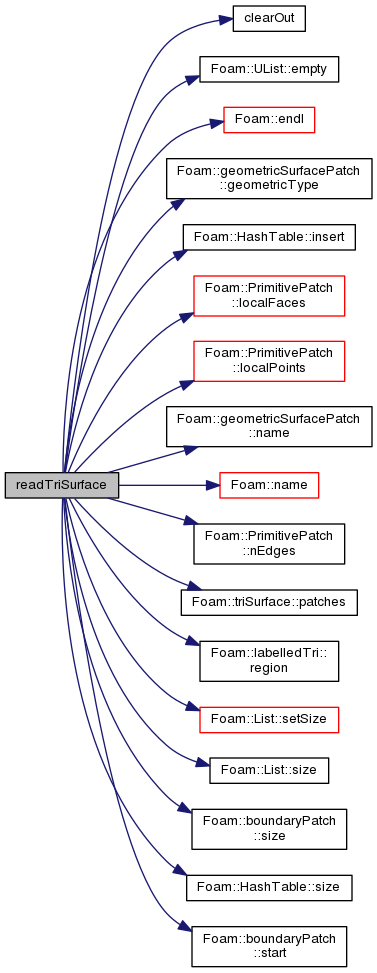 clearOut
Foam::UList::empty
Foam::endl
Foam::geometricSurfacePatch
::geometricType
Foam::HashTable::insert
Foam::PrimitivePatch
::localFaces
Foam::PrimitivePatch
::localPoints
Foam::geometricSurfacePatch
::name
readTriSurface
Foam::name
Foam::PrimitivePatch
::nEdges
Foam::triSurface::patches
Foam::labelledTri::
region
Foam::List::setSize
Foam::List::size
Foam::boundaryPatch
::size
Foam::HashTable::size
Foam::boundaryPatch
::start